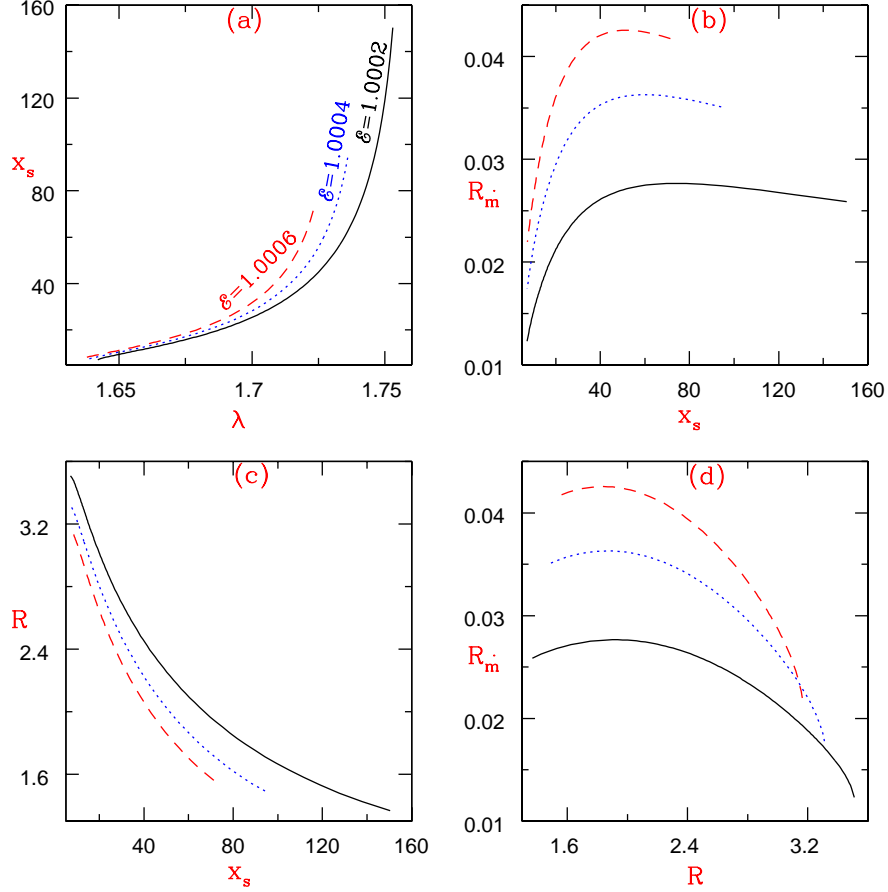 160
120
80
40
x_s
(a)
ℰ=1.0002
ℰ=1.0004
ℰ=1.0006
1.65
1.7
1.75
λ
0.04
0.03
0.02
0.01
R_ṁ
(b)
40
80
120
160
x_s
3.2
2.4
1.6
R
(c)
40
80
120
160
x_s
0.04
0.03
0.02
0.01
R_ṁ
(d)
1.6
2.4
3.2
R